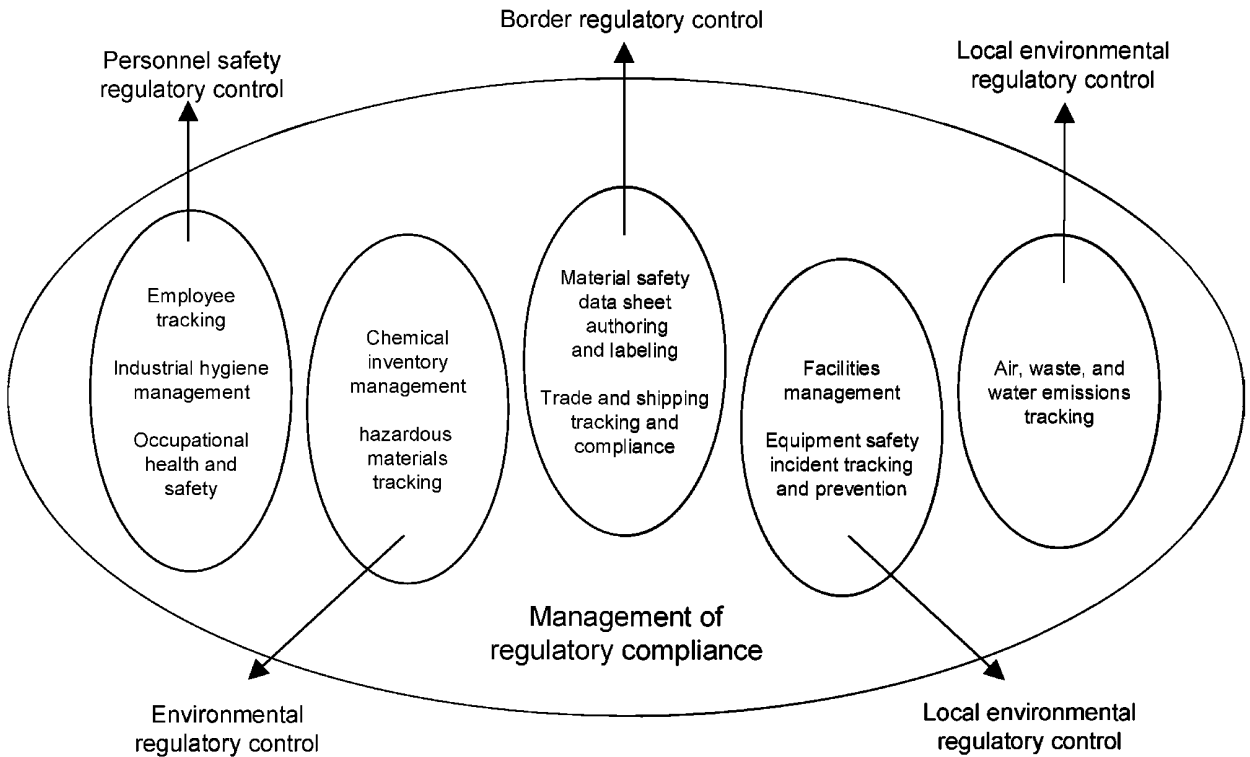 Border regulatory control
Personnel safety
regulatory control
Local environmental
regulatory control
Employee
tracking
Industrial hygiene
management
Occupational
health and
safety
Chemical
inventory
management
hazardous
materials
tracking
Material safety
data sheet
authoring
and labeling
Trade and shipping
tracking and
compliance
Facilities
management
Equipment safety
incident tracking
and prevention
Air, waste, and
water emissions
tracking
Management of
regulatory compliance
Environmental
regulatory control
Local environmental
regulatory control